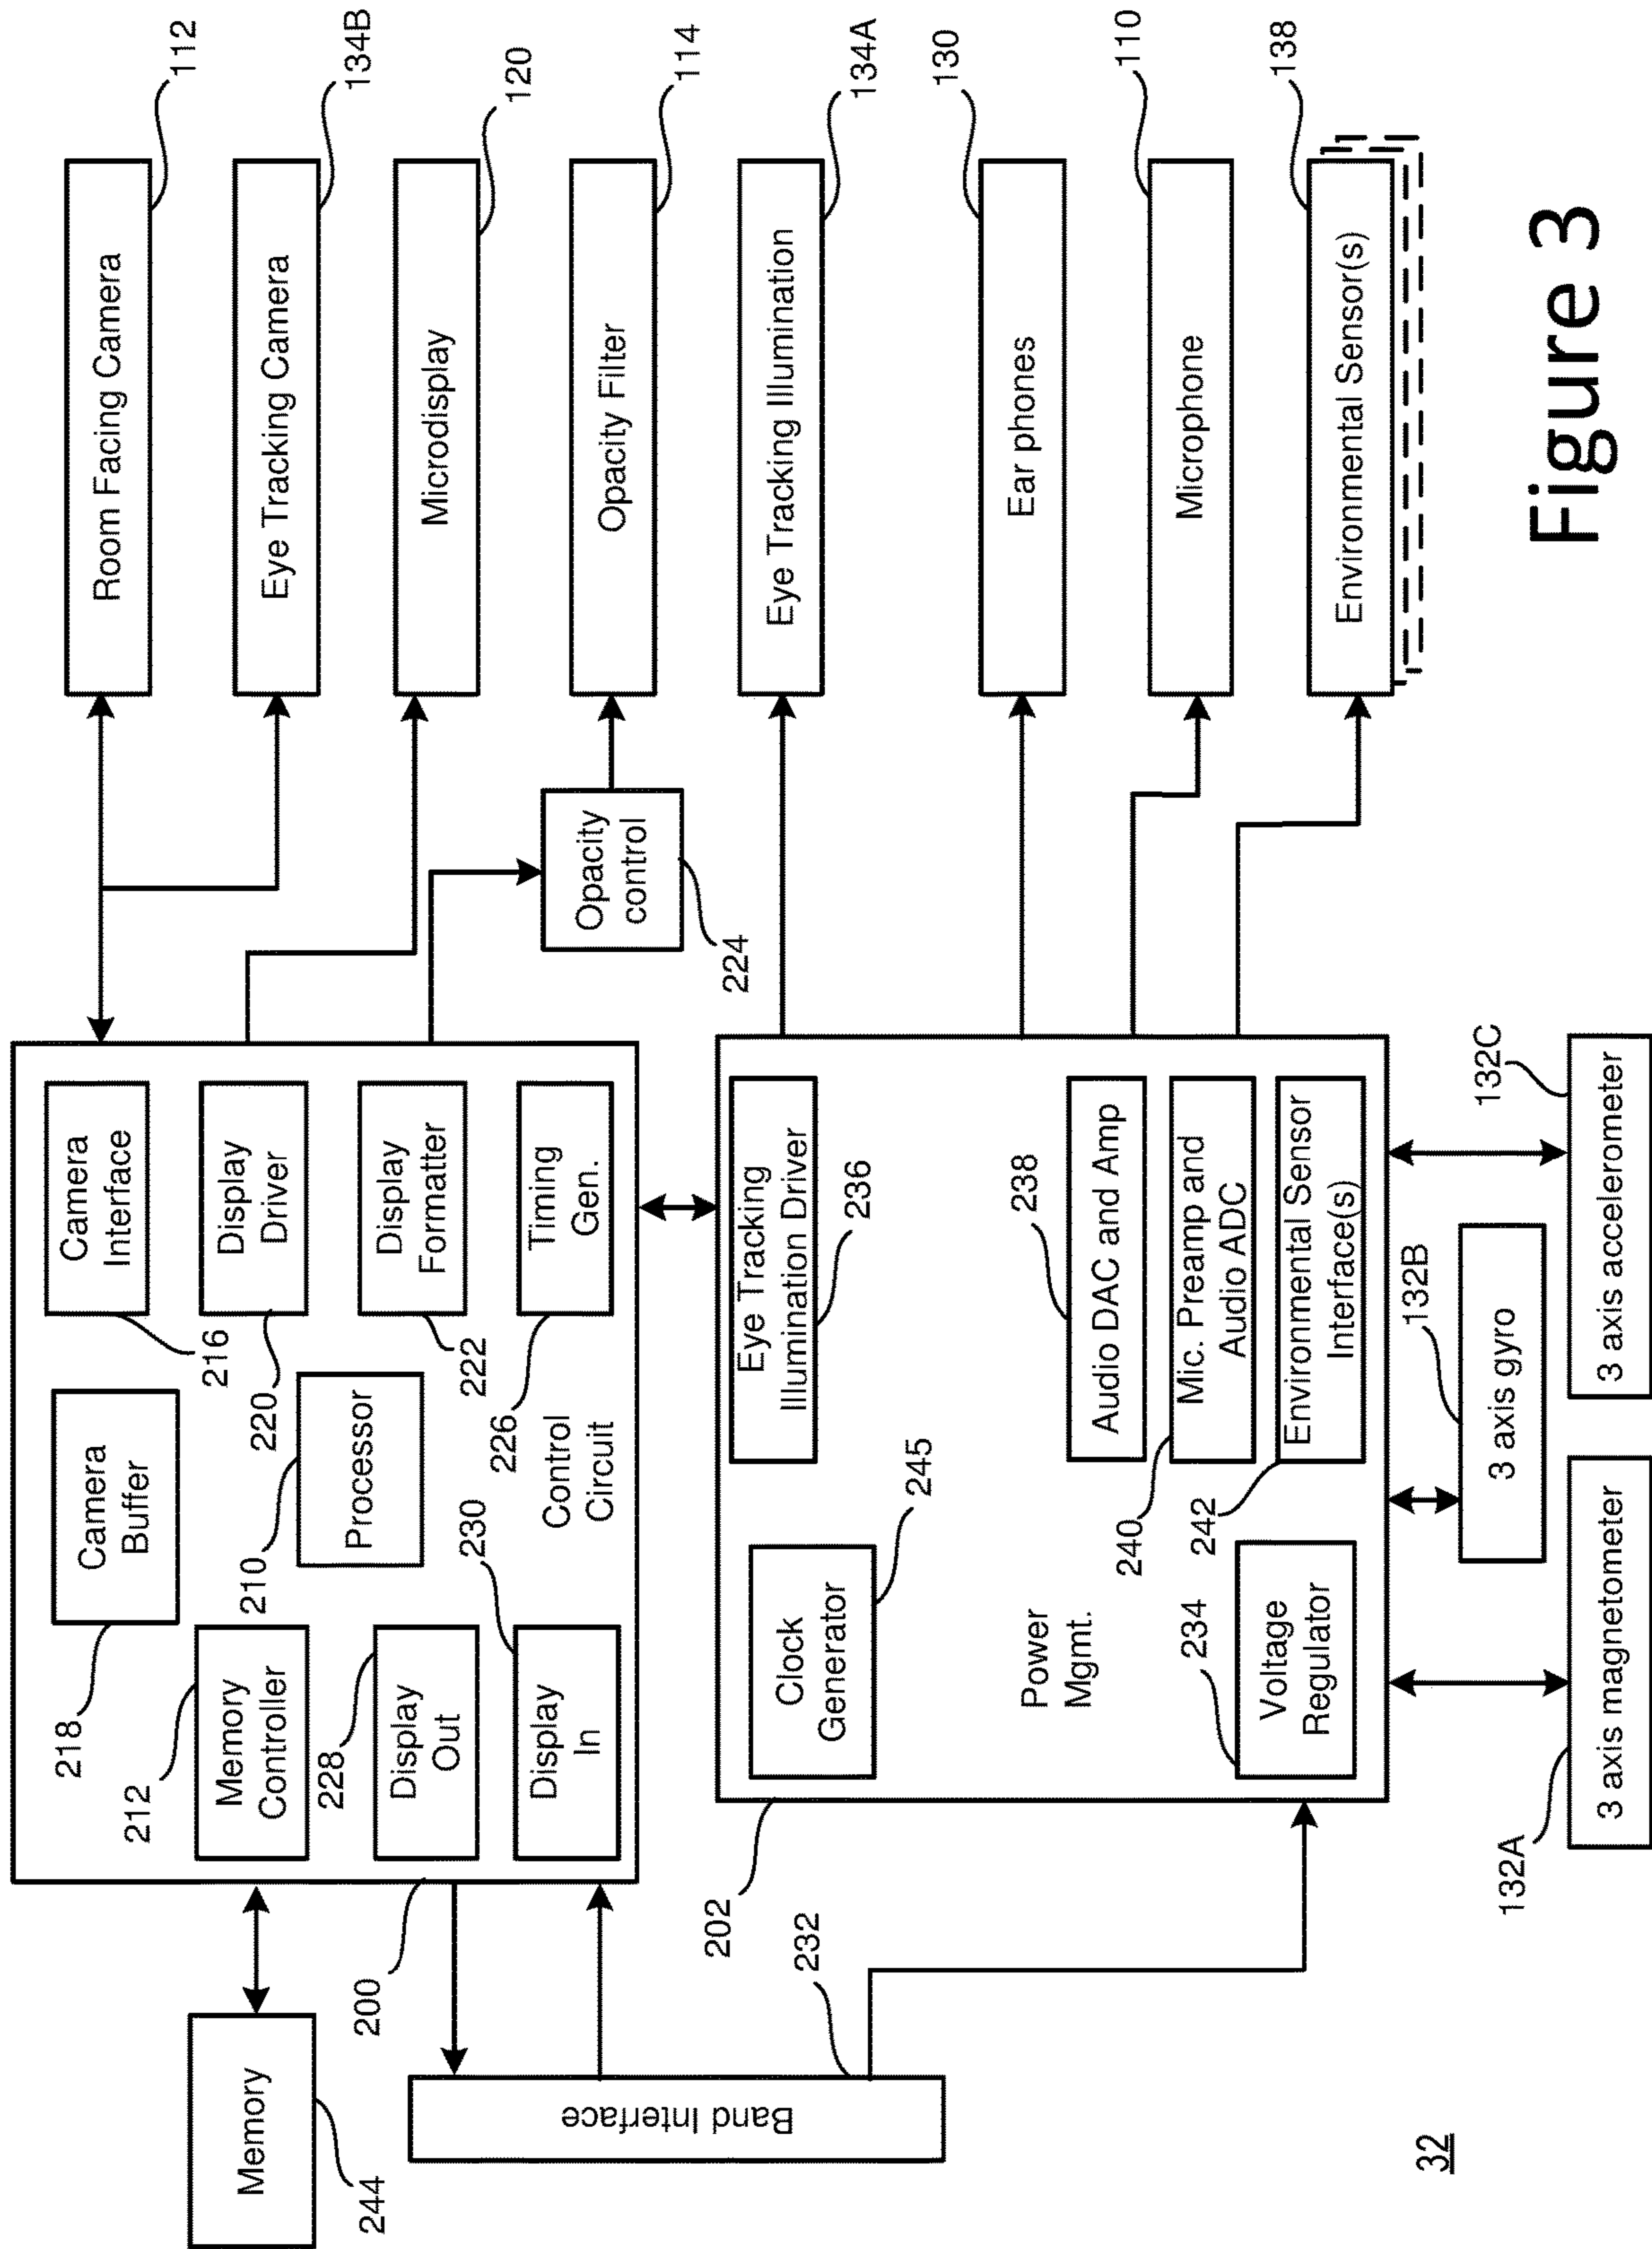 Room Facing Camera
112
Eye Tracking Camera
134B
Microdisplay
120
Opacity Filter
114
Eye Tracking Illumination
134A
Ear phones
130
Microphone
110
Environmental Sensor(s)
138
Opacity
control
224
Camera
Interface
216
Display
Driver
220
Display
Formatter
222
Timing
Gen.
226
Camera
Buffer
218
Processor
210
Control
Circuit
Memory
Controller
212
Display
Out
228
Display
In
230
200
Memory
244
Band Interface
232
Eye Tracking
Illumination Driver
236
Audio DAC and Amp
238
Mic. Preamp and
Audio ADC
240
Environmental Sensor
Interface(s)
242
Clock
Generator
245
Power
Mgmt.
Voltage
Regulator
234
202
3 axis magnetometer
132A
3 axis gyro
132B
3 axis accelerometer
132C
32
Figure 3